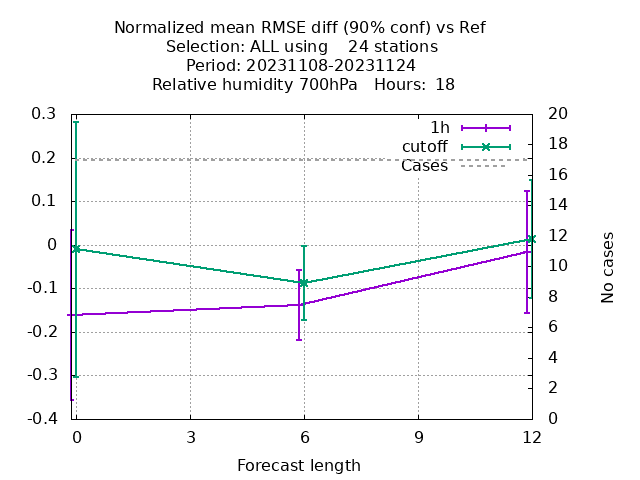 Normalized mean RMSE diff (90% conf) vs Ref
Selection: ALL using    24 stations
Period: 20231108-20231124
Relative humidity 700hPa   Hours:  18
0.3
0.2
0.1
0
-0.1
-0.2
-0.3
-0.4
20
18
16
14
12
10
8
6
4
2
0
1h
cutoff
Cases
No cases
0
3
6
9
12
Forecast length